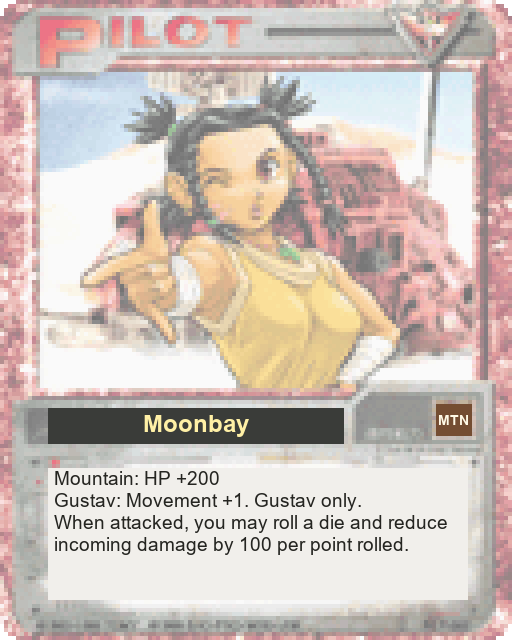 PILOT
Moonbay
MTN
Mountain: HP +200
Gustav: Movement +1. Gustav only.
When attacked, you may roll a die and reduce
incoming damage by 100 per point rolled.